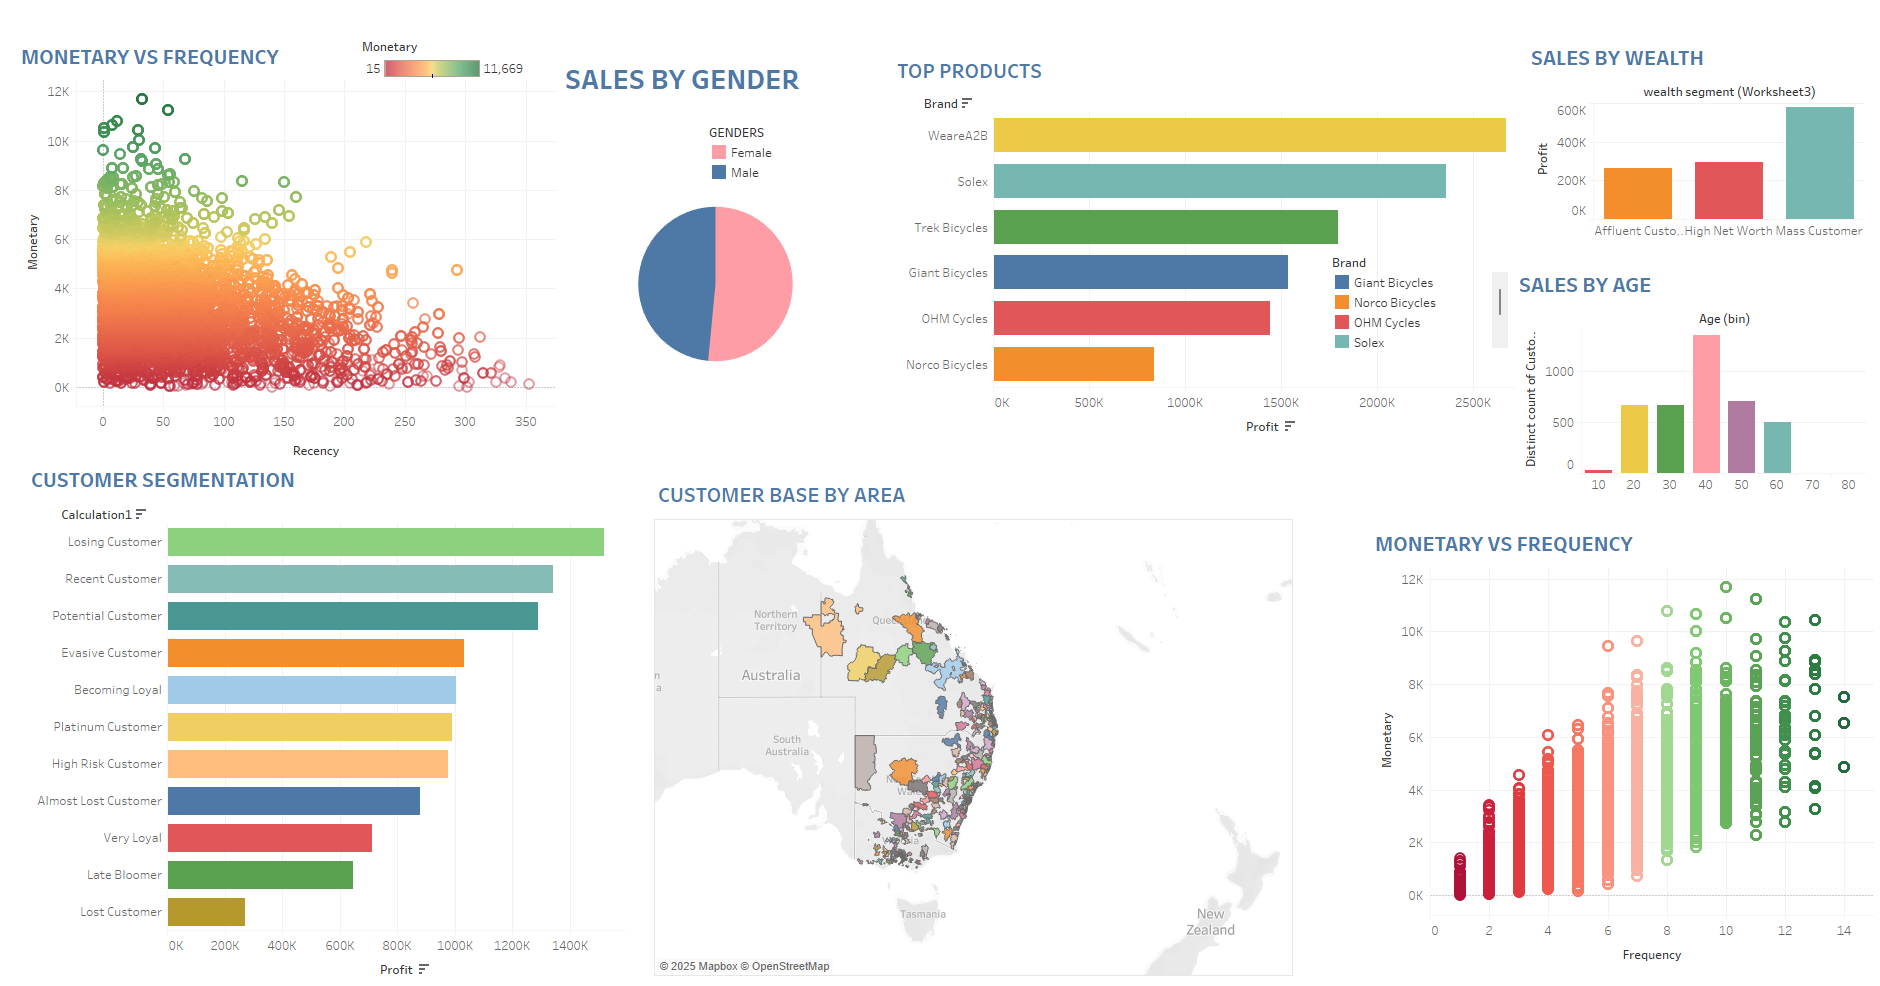 MONETARY VS FREQUENCY
Monetary
15
11,669
12K
10K
8K
6K
4K
2K
0K
Monetary
0
50
100
150
200
250
300
350
Recency
SALES BY GENDER
GENDERS
Female
Male
TOP PRODUCTS
Brand
WeareA2B
Solex
Trek Bicycles
Giant Bicycles
OHM Cycles
Norco Bicycles
0K
500K
1000K
1500K
2000K
2500K
Profit
Brand
Giant Bicycles
Norco Bicycles
OHM Cycles
Solex
SALES BY WEALTH
wealth segment (Worksheet3)
600K
400K
200K
0K
Profit
Affluent Custo..
High Net Worth
Mass Customer
SALES BY AGE
Age (bin)
1000
500
0
Distinct count of Custo..
10
20
30
40
50
60
70
80
CUSTOMER SEGMENTATION
Calculation1
Losing Customer
Recent Customer
Potential Customer
Evasive Customer
Becoming Loyal
Platinum Customer
High Risk Customer
Almost Lost Customer
Very Loyal
Late Bloomer
Lost Customer
0K
200K
400K
600K
800K
1000K
1200K
1400K
Profit
CUSTOMER BASE BY AREA
Northern
Territory
Australia
South
Australia
Tasmania
New
Zealand
© 2025 Mapbox © OpenStreetMap
MONETARY VS FREQUENCY
12K
10K
8K
6K
4K
2K
0K
Monetary
0
2
4
6
8
10
12
14
Frequency